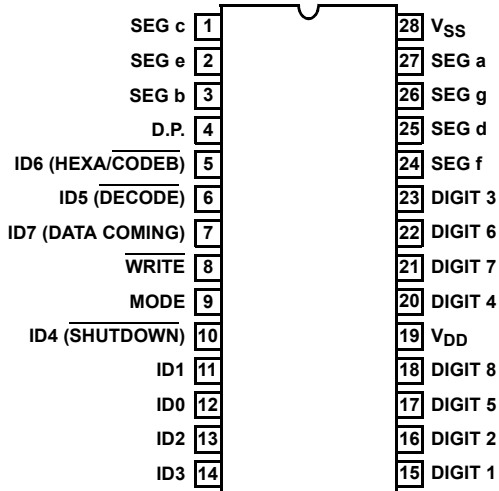 SEG c 1 28 VSS
SEG e 2 27 SEG a
SEG b 3 26 SEG g
D.P. 4 25 SEG d
ID6 (HEXA/CODEB) 5 24 SEG f
ID5 (DECODE) 6 23 DIGIT 3
ID7 (DATA COMING) 7 22 DIGIT 6
WRITE 8 21 DIGIT 7
MODE 9 20 DIGIT 4
ID4 (SHUTDOWN) 10 19 VDD
ID1 11 18 DIGIT 8
ID0 12 17 DIGIT 5
ID2 13 16 DIGIT 2
ID3 14 15 DIGIT 1